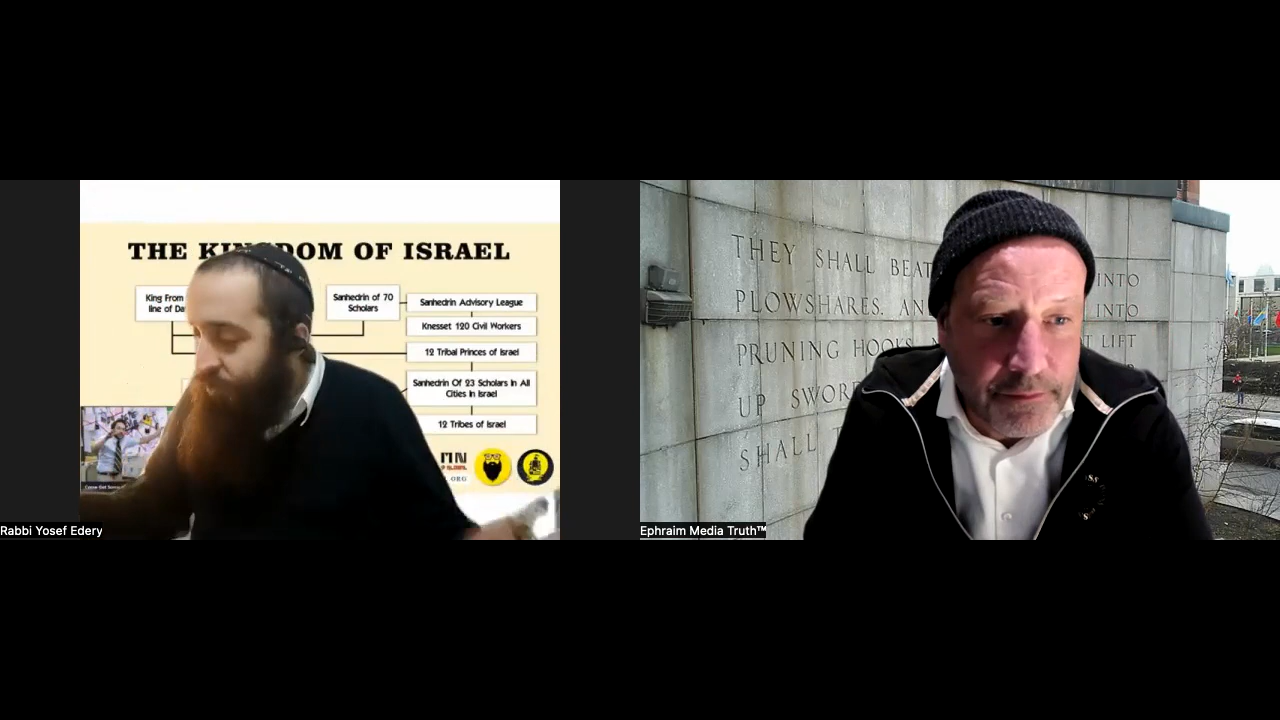 THE KINGDOM OF ISRAEL
King From
line of Da
Sanhedrin of 70
Scholars
Sanhedrin Advisory League
Knesset 120 Civil Workers
12 Tribal Princes of Israel
Sanhedrin Of 23 Scholars In All
Cities In Israel
12 Tribes of Israel
ORG
Rabbi Yosef Edery
THEY SHALL BEAT INTO
PLOWSHARES. AN INTO
PRUNING HOOKS T LIFT
UP SWOR
SHALL
Ephraim Media Truth™